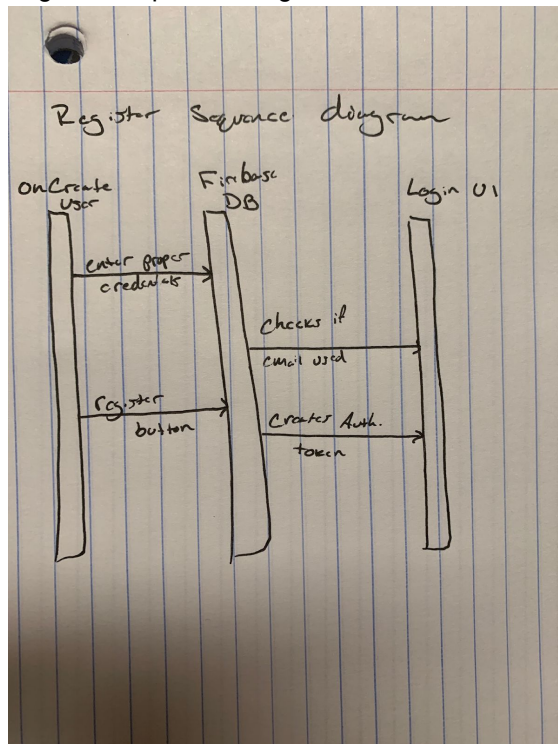 Register Sequence diagram
onCreate
User
Firebase
DB
Login UI
enter proper
credentials
Checks if
email used
register
button
Creates Auth.
token